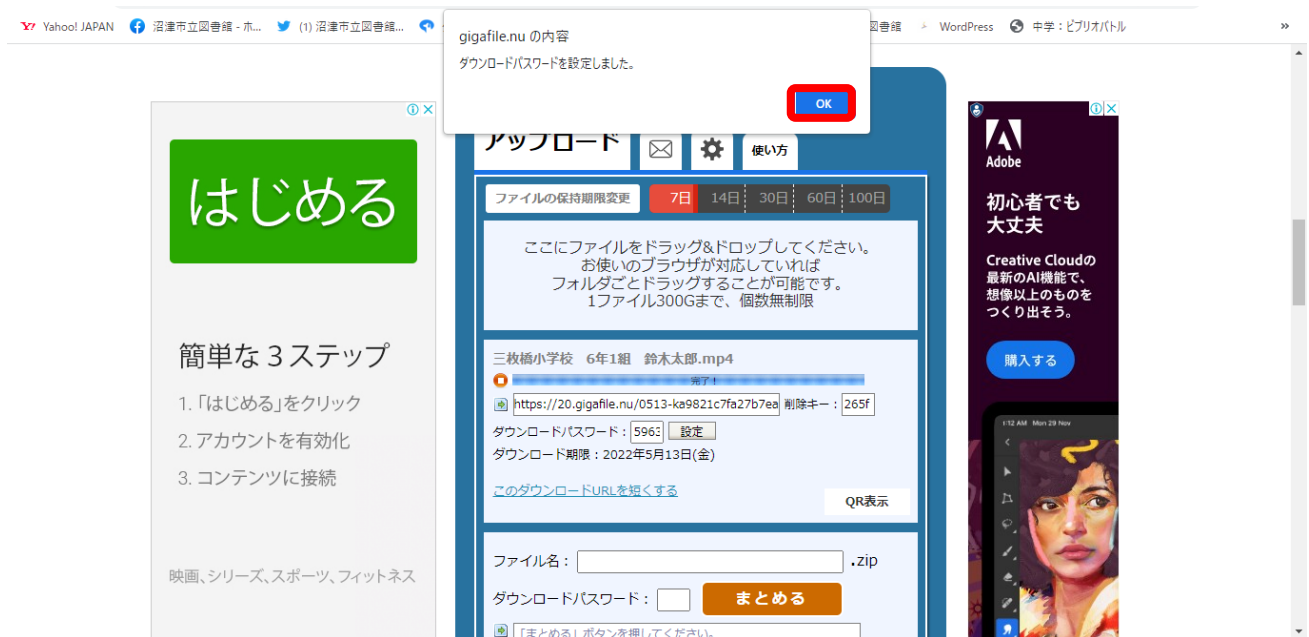 Yahoo! JAPAN
沼津市立図書館 - ホ...
(1) 沼津市立図書館...
図書館
WordPress
中学：ビブリオバトル
»
gigafile.nu の内容
ダウンロードパスワードを設定しました。
OK
はじめる
簡単な３ステップ
1.「はじめる」をクリック
2. アカウントを有効化
3. コンテンツに接続
映画、シリーズ、スポーツ、フィットネス
アップロード
使い方
ファイルの保持期限変更
7日 14日 30日 60日 100日
ここにファイルをドラッグ&ドロップしてください。
お使いのブラウザが対応していれば
フォルダごとドラッグすることが可能です。
1ファイル300Gまで、個数無制限
三枚橋小学校　6年1組　鈴木太郎.mp4
完了！
https://20.gigafile.nu/0513-ka9821c7fa27b7ea 削除キー：265f
ダウンロードパスワード：5963 設定
ダウンロード期限：2022年5月13日(金)
このダウンロードURLを短くする
QR表示
ファイル名： .zip
ダウンロードパスワード： まとめる
「まとめる」ボタンを押してください。
Adobe
初心者でも
大丈夫
Creative Cloudの
最新のAI機能で、
想像以上のものを
つくり出そう。
購入する
1:12 AM Mon 29 Nov